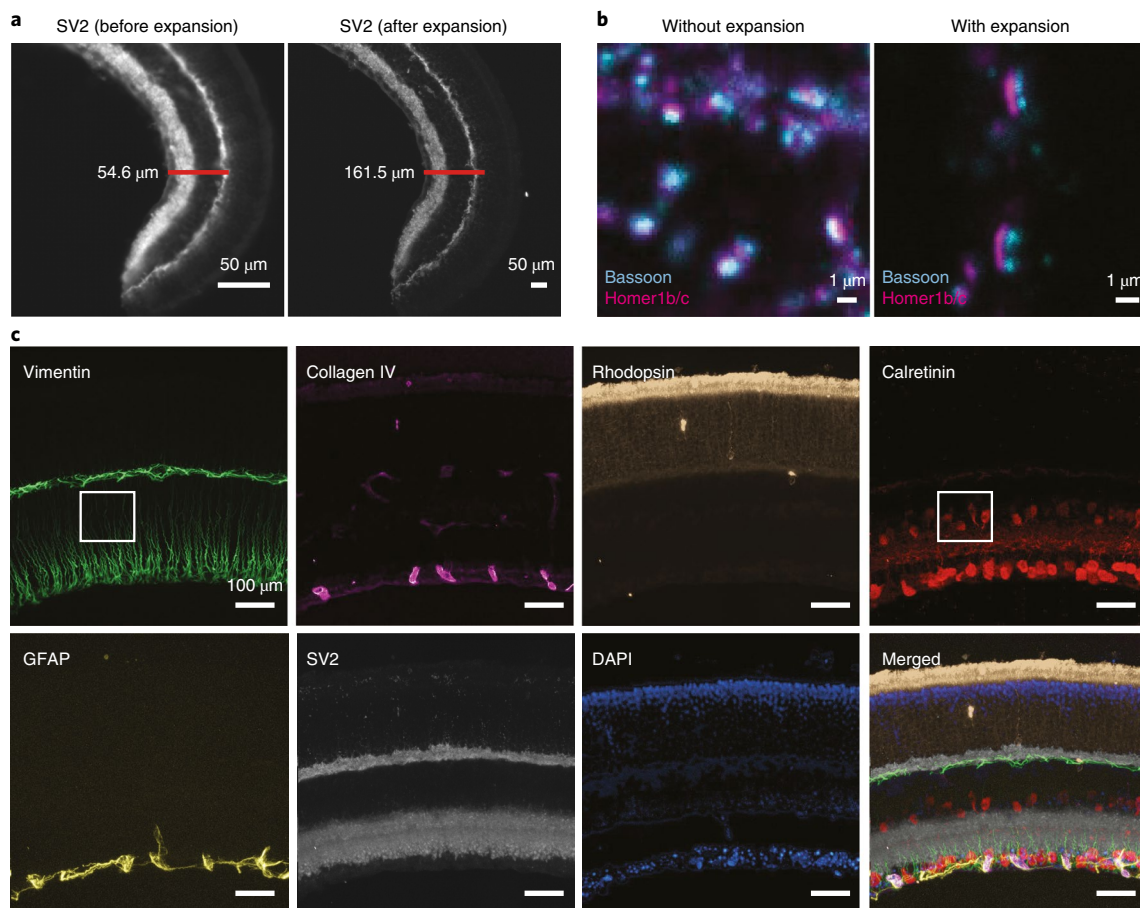 a
SV2 (before expansion)
SV2 (after expansion)
54.6 μm
50 μm
161.5 μm
50 μm
b
Without expansion
With expansion
Bassoon
Homer1b/c
1 μm
Bassoon
Homer1b/c
1 μm
c
Vimentin
100 μm
Collagen IV
Rhodopsin
Calretinin
GFAP
SV2
DAPI
Merged